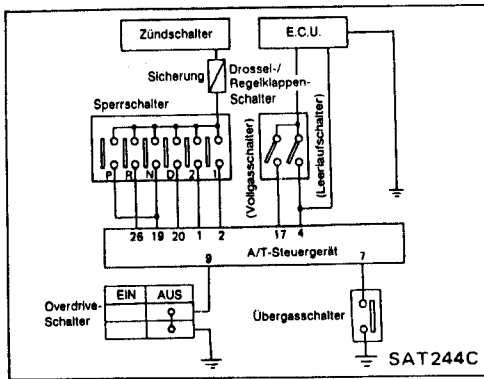 Zündschalter
E.C.U.
Sicherung
Drossel-/
Regelklappen-
Schalter
Sperrschalter
(Vollgasschalter)
(Leerlaufschalter)
P R N D 2 1
26 19 20 1 2 17 4
A/T-Steuergerät
9 7
Overdrive-
Schalter
EIN AUS
Übergasschalter
SAT244C